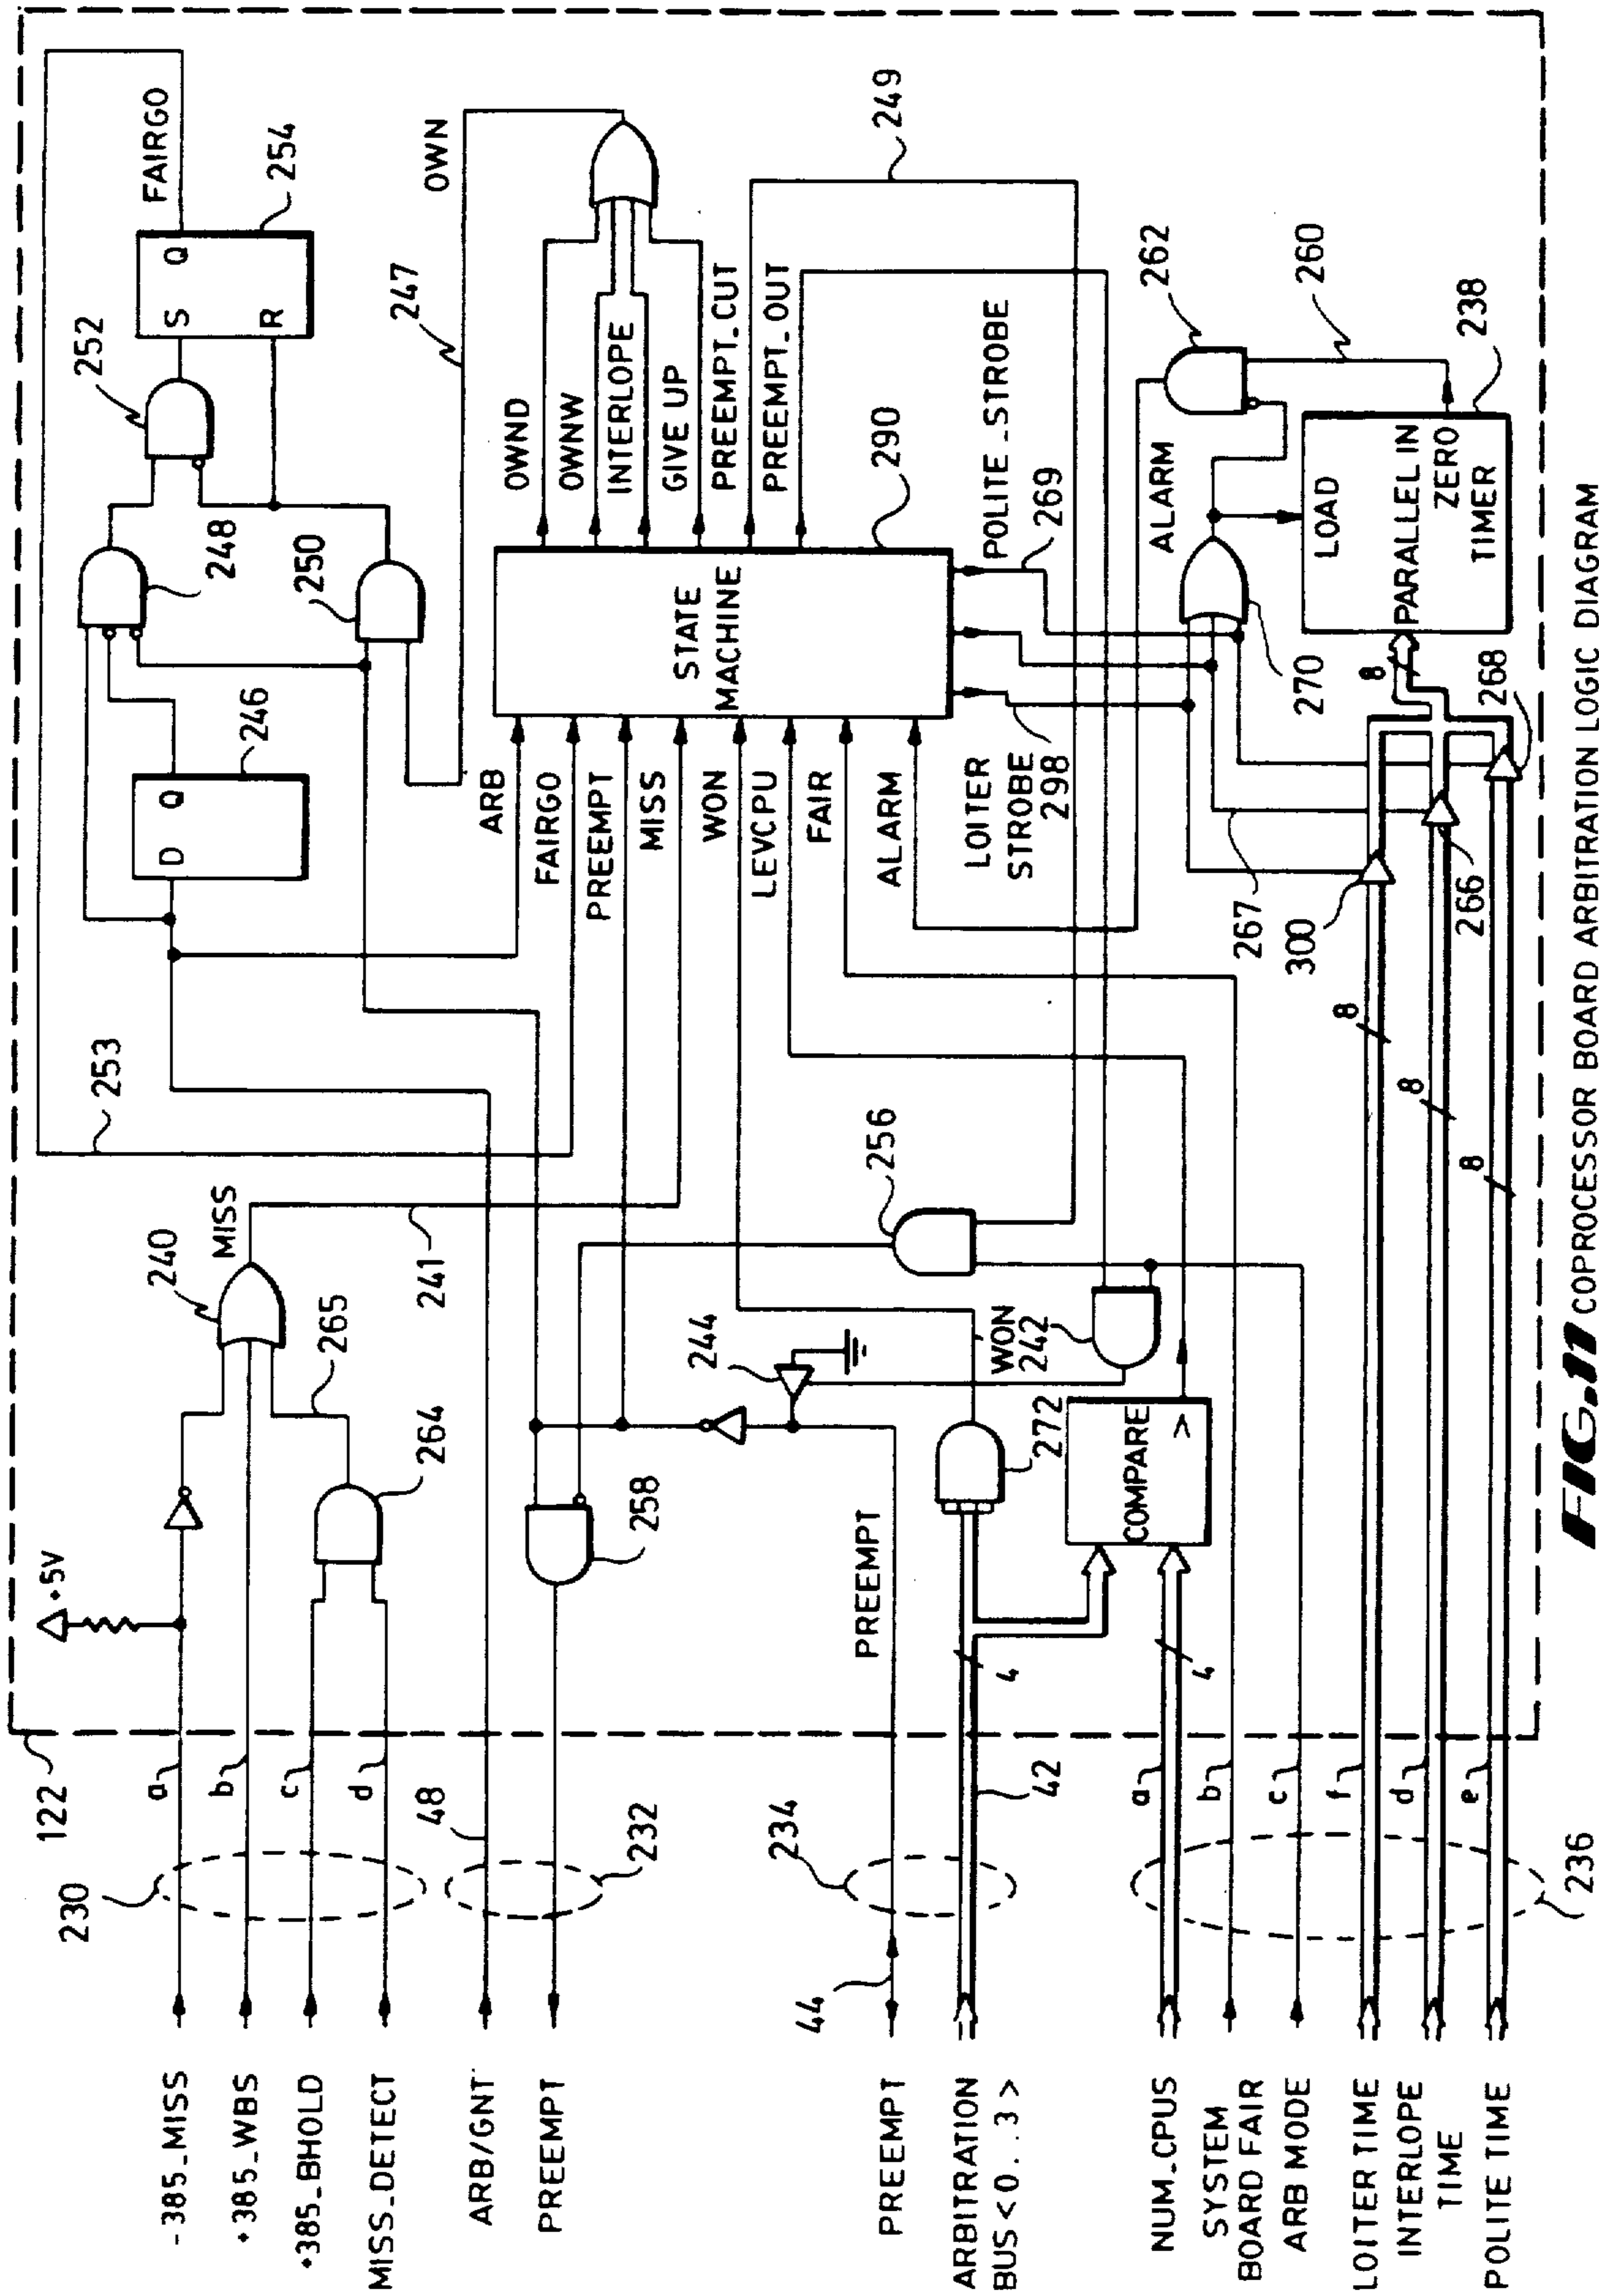 -385_MISS
+385_WBS
+385_BHOLD
MISS_DETECT
ARB/GNT
PREEMPT
PREEMPT
ARBITRATION
BUS<0..3>
NUM_CPUS
SYSTEM
BOARD FAIR
ARB MODE
LOITER TIME
INTERLOPE
TIME
POLITE TIME
122
230
a
b
c
d
48
232
44
234
42
a
b
c
f
d
e
236
+5V
264
265
240
MISS
241
253
258
PREEMPT
244
256
4
4
272
WON
242
COMPARE
>
8
8
8
D
Q
246
248
250
252
S
Q
R
254
FAIRGO
247
OWN
ARB
FAIRGO
PREEMPT
MISS
WON
LEVCPU
FAIR
ALARM
STATE
MACHINE
290
OWND
OWNW
INTERLOPE
GIVE UP
PREEMPT_CUT
PREEMPT_OUT
249
LOITER
STROBE
298
POLITE_STROBE
269
ALARM
262
260
238
267
300
266
268
270
8
LOAD
PARALLEL IN
ZERO
TIMER
FIG.11 COPROCESSOR BOARD ARBITRATION LOGIC DIAGRAM